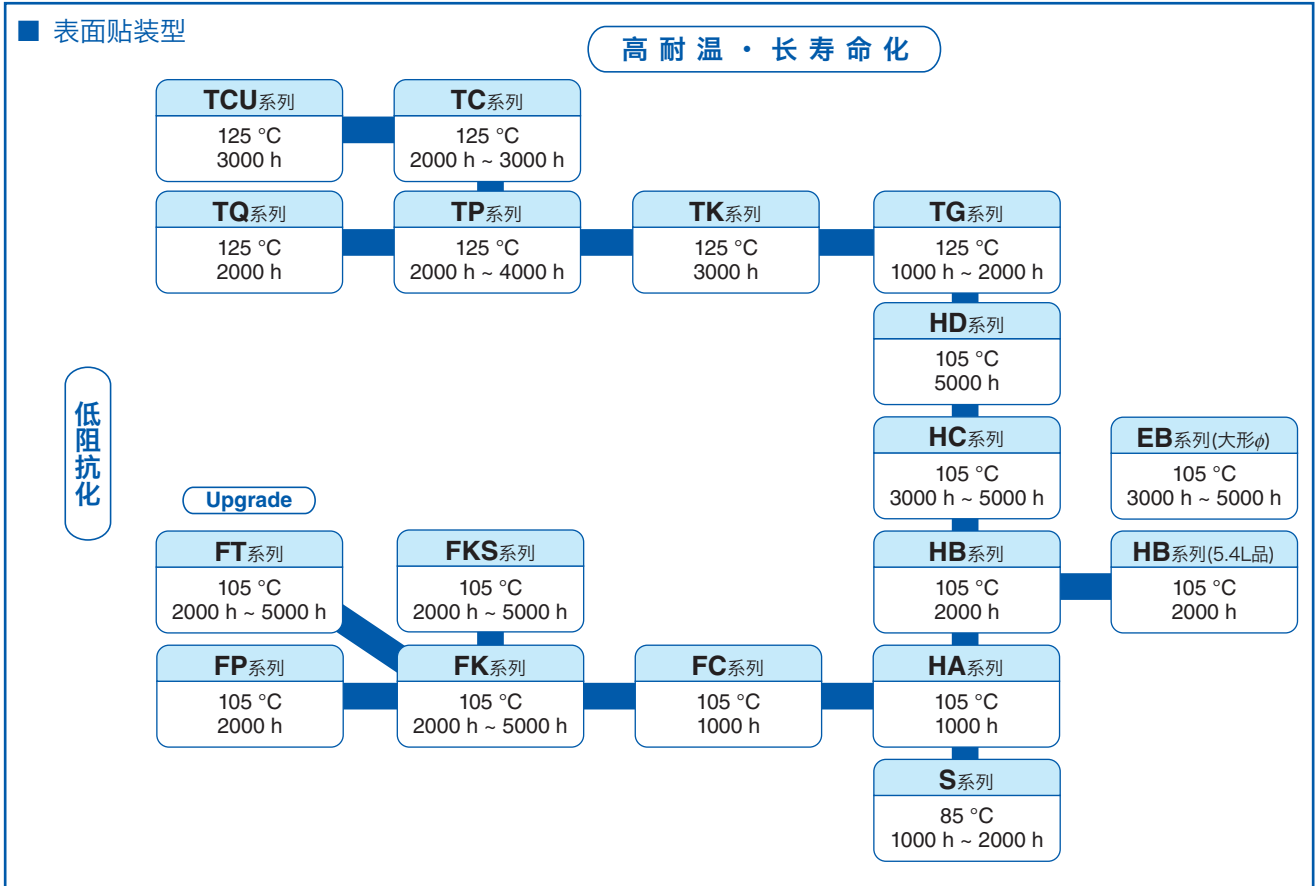 ■ 表面贴装型
高耐温・长寿命化
TCU系列
125 °C
3000 h
TC系列
125 °C
2000 h ~ 3000 h
TQ系列
125 °C
2000 h
TP系列
125 °C
2000 h ~ 4000 h
TK系列
125 °C
3000 h
TG系列
125 °C
1000 h ~ 2000 h
HD系列
105 °C
5000 h
低阻抗化
HC系列
105 °C
3000 h ~ 5000 h
EB系列(大形ϕ)
105 °C
3000 h ~ 5000 h
Upgrade
FT系列
105 °C
2000 h ~ 5000 h
FKS系列
105 °C
2000 h ~ 5000 h
HB系列
105 °C
2000 h
HB系列(5.4L品)
105 °C
2000 h
FP系列
105 °C
2000 h
FK系列
105 °C
2000 h ~ 5000 h
FC系列
105 °C
1000 h
HA系列
105 °C
1000 h
S系列
85 °C
1000 h ~ 2000 h